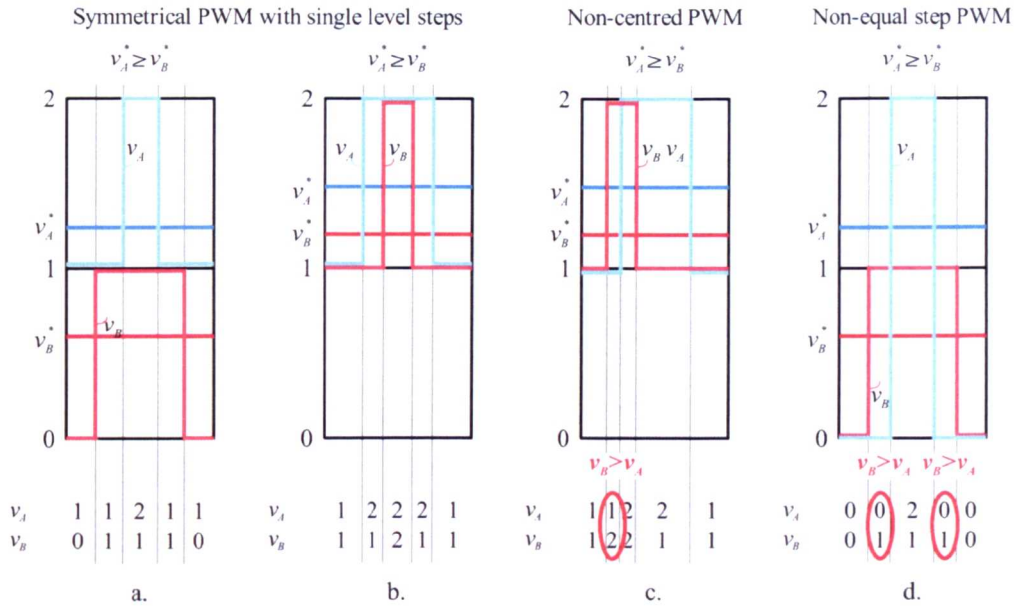 Symmetrical PWM with single level steps Non-centred PWM Non-equal step PWM
v*A ≥ v*B v*A ≥ v*B v*A ≥ v*B v*A ≥ v*B
2 2 2 2
vA vA vB vB vA vA
v*A v*A v*A v*A
v*B v*B
1 1 1 1
vB
v*B v*B
vB
0 0 0 0
vB>vA vB>vA vB>vA
vA 1 1 2 1 1 vA 1 2 2 2 1 vA 1 1 2 2 1 vA 0 0 2 0 0
vB 0 1 1 1 0 vB 1 1 2 1 1 vB 1 2 2 1 1 vB 0 1 1 1 0
a. b. c. d.